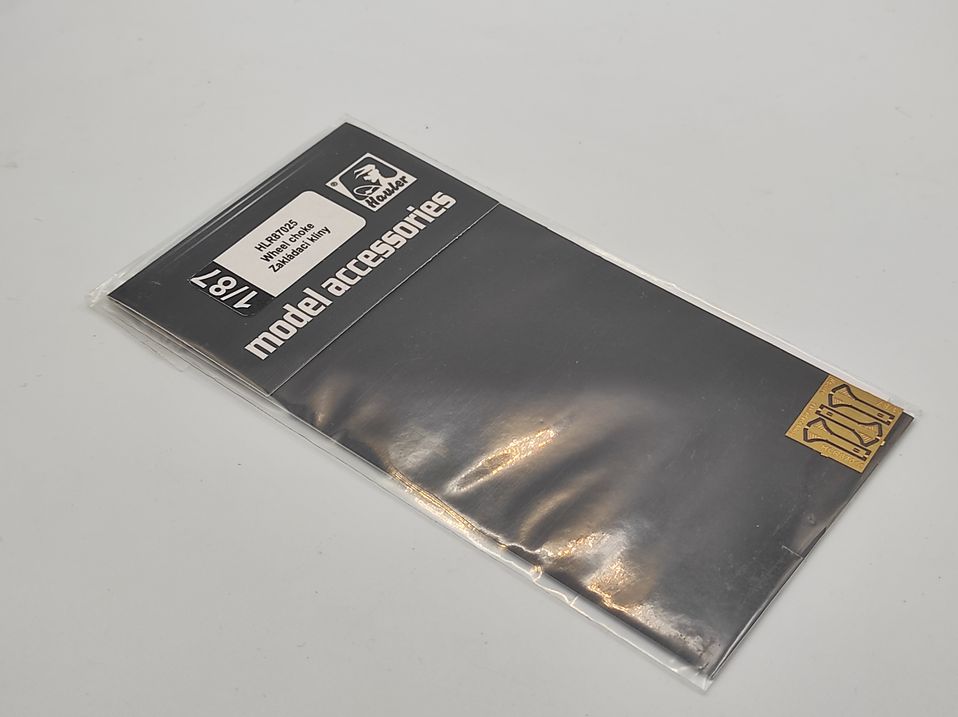 ® Hauler
HLR87025
Wheel choke
Zakládací klíny
1/87
model accessories